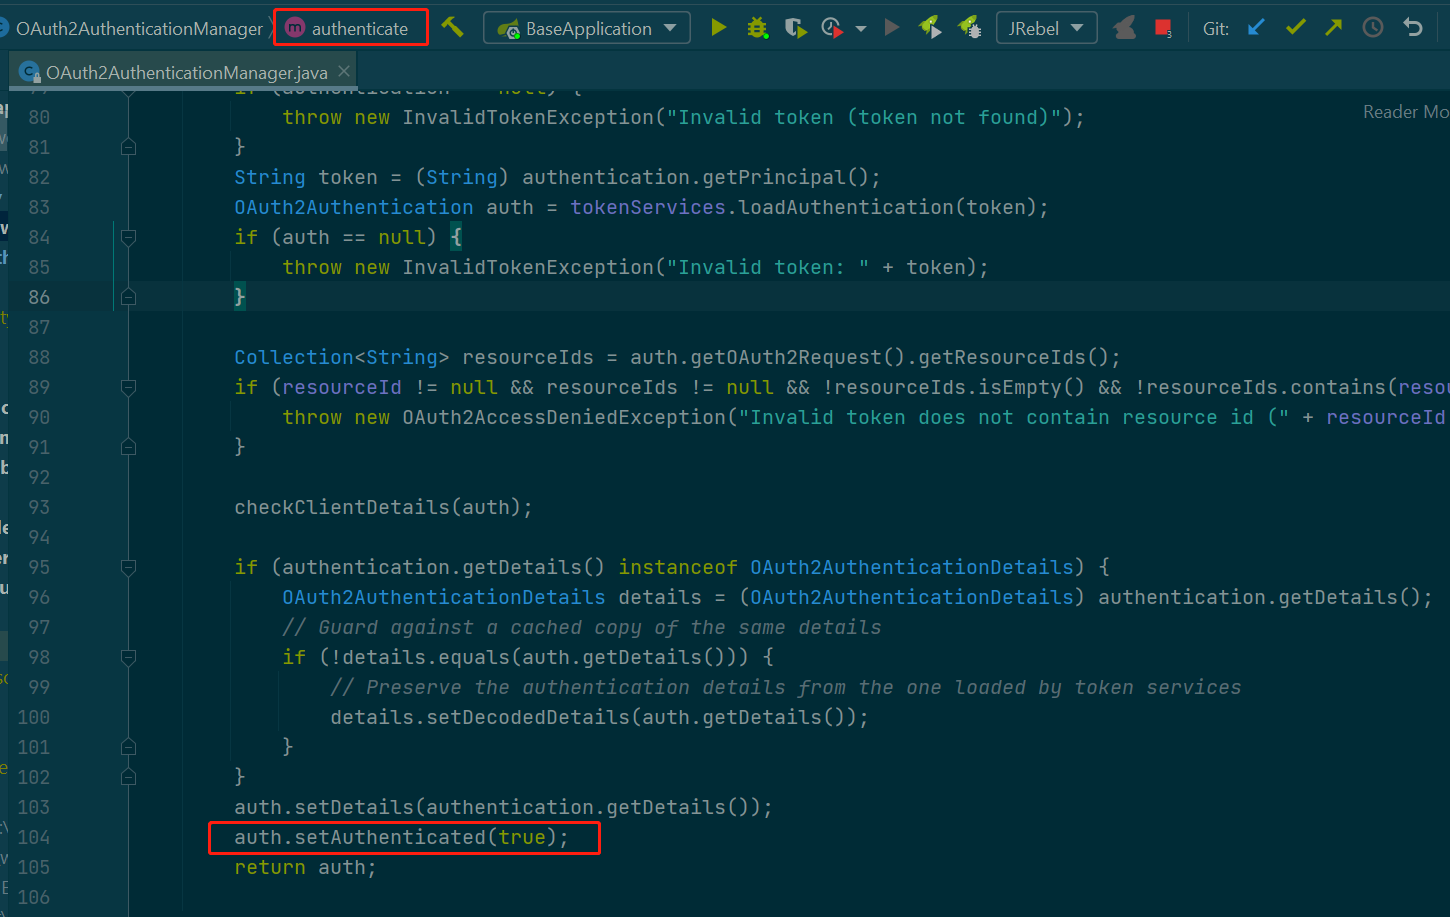 OAuth2AuthenticationManager authenticate BaseApplication JRebel Git:
OAuth2AuthenticationManager.java
Reader Mo
80 throw new InvalidTokenException("Invalid token (token not found)");
81 }
82 String token = (String) authentication.getPrincipal();
83 OAuth2Authentication auth = tokenServices.loadAuthentication(token);
84 if (auth == null) {
85 throw new InvalidTokenException("Invalid token: " + token);
86 }
87
88 Collection<String> resourceIds = auth.getOAuth2Request().getResourceIds();
89 if (resourceId != null && resourceIds != null && !resourceIds.isEmpty() && !resourceIds.contains(resou
90 throw new OAuth2AccessDeniedException("Invalid token does not contain resource id (" + resourceId
91 }
92
93 checkClientDetails(auth);
94
95 if (authentication.getDetails() instanceof OAuth2AuthenticationDetails) {
96 OAuth2AuthenticationDetails details = (OAuth2AuthenticationDetails) authentication.getDetails();
97 // Guard against a cached copy of the same details
98 if (!details.equals(auth.getDetails())) {
99 // Preserve the authentication details from the one loaded by token services
100 details.setDecodedDetails(auth.getDetails());
101 }
102 }
103 auth.setDetails(authentication.getDetails());
104 auth.setAuthenticated(true);
105 return auth;
106